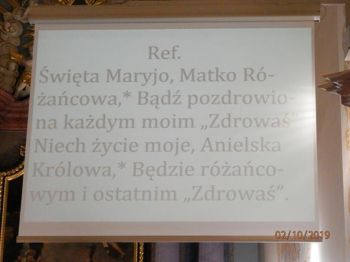 Ref.
Święta Maryjo, Matko Ró-
żańcowa,* Bądź pozdrowio-
na każdym moim „Zdrowaś”
Niech życie moje, Anielska
Królowa,* Będzie różańco-
wym i ostatnim „Zdrowaś”.
02/10/2019